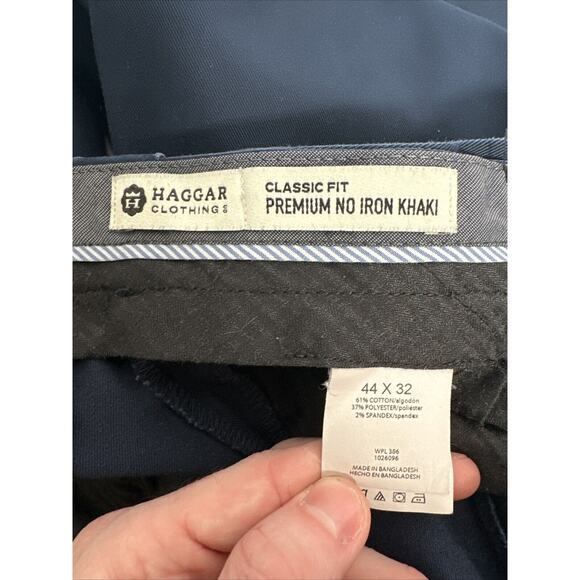 H
HAGGAR
CLOTHING Co
CLASSIC FIT
PREMIUM NO IRON KHAKI
44 X 32
61% COTTON/algodón
37% POLYESTER/poliéster
2% SPANDEX/spandex
WPL 386
1026096
MADE IN BANGLADESH
HECHO EN BANGLADESH